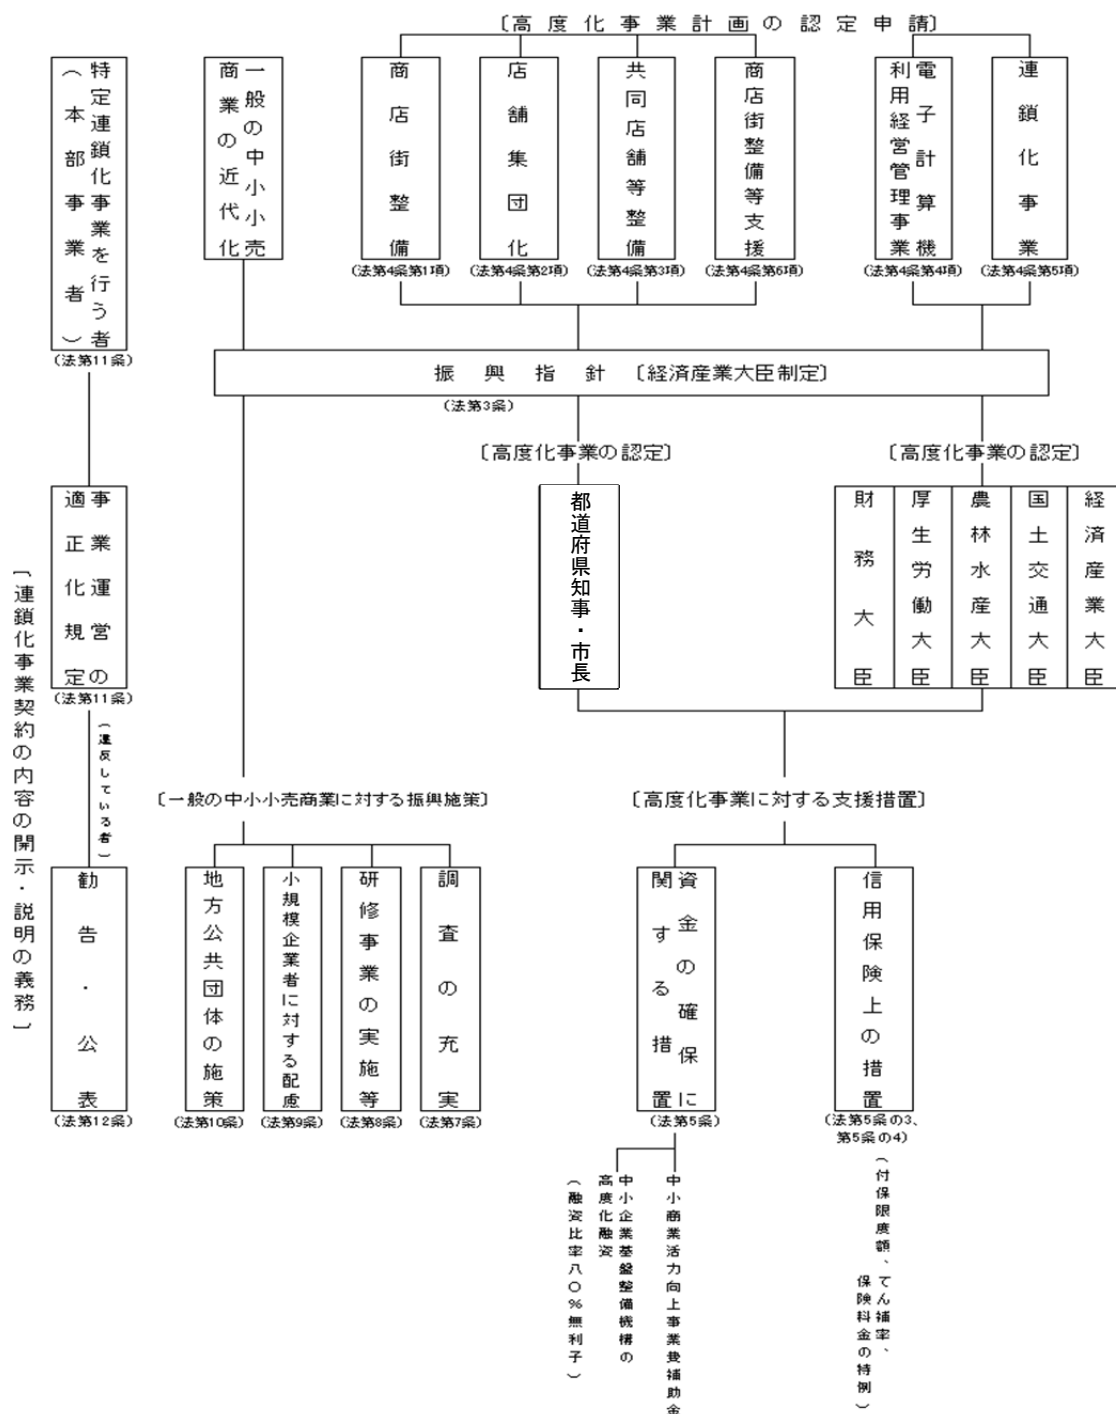 〔高度化事業計画の認定申請〕
特定連鎖化事業を行う者
（本部事業者）
(法第11条)
一般の中小小売
商業の近代化
商店街整備
(法第4条第1項)
店舗集団化
(法第4条第2項)
共同店舗等整備
(法第4条第3項)
商店街整備等支援
(法第4条第6項)
電子計算機
利用経営管理事業
(法第4条第4項)
連鎖化事業
(法第4条第5項)
振興指針〔経済産業大臣制定〕
(法第3条)
〔高度化事業の認定〕
都道府県知事・市長
〔高度化事業の認定〕
財務大臣
厚生労働大臣
農林水産大臣
国土交通大臣
経済産業大臣
事業運営の
適正化規定
(法第11条)
〔連鎖化事業契約の内容の開示・説明の義務〕
（違反している者）
勧告・公表
(法第12条)
〔一般の中小小売商業に対する振興施策〕
地方公共団体の施策
(法第10条)
小規模企業者に対する配慮
(法第9条)
研修事業の実施等
(法第8条)
調査の充実
(法第7条)
〔高度化事業に対する支援措置〕
資金の確保に
関する措置
(法第5条)
信用保険上の措置
(法第5条の3、
第5条の4)
中小商業活力向上事業費補助金
中小企業基盤整備機構の
高度化融資
（融資比率八〇％無利子）
（付保限度額、てん補率、
保険料金の特例）